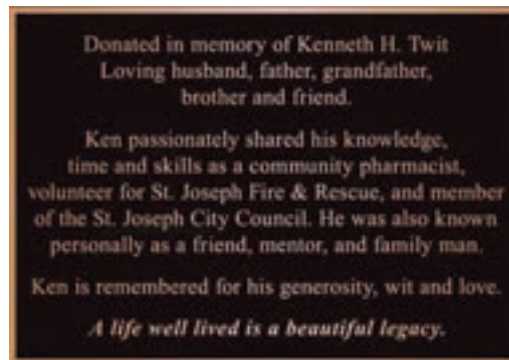 Donated in memory of Kenneth H. Twit
Loving husband, father, grandfather,
brother and friend.
Ken passionately shared his knowledge,
time and skills as a community pharmacist,
volunteer for St. Joseph Fire & Rescue, and member
of the St. Joseph City Council. He was also known
personally as a friend, mentor, and family man.
Ken is remembered for his generosity, wit and love.
A life well lived is a beautiful legacy.